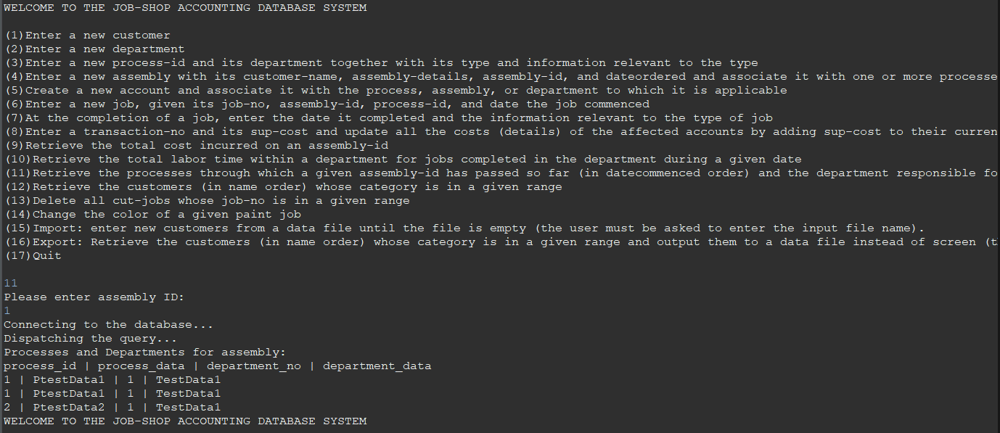 WELCOME TO THE JOB-SHOP ACCOUNTING DATABASE SYSTEM
(1)Enter a new customer
(2)Enter a new department
(3)Enter a new process-id and its department together with its type and information relevant to the type
(4)Enter a new assembly with its customer-name, assembly-details, assembly-id, and dateordered and associate it with one or more processe
(5)Create a new account and associate it with the process, assembly, or department to which it is applicable
(6)Enter a new job, given its job-no, assembly-id, process-id, and date the job commenced
(7)At the completion of a job, enter the date it completed and the information relevant to the type of job
(8)Enter a transaction-no and its sup-cost and update all the costs (details) of the affected accounts by adding sup-cost to their curren
(9)Retrieve the total cost incurred on an assembly-id
(10)Retrieve the total labor time within a department for jobs completed in the department during a given date
(11)Retrieve the processes through which a given assembly-id has passed so far (in datecommenced order) and the department responsible fo
(12)Retrieve the customers (in name order) whose category is in a given range
(13)Delete all cut-jobs whose job-no is in a given range
(14)Change the color of a given paint job
(15)Import: enter new customers from a data file until the file is empty (the user must be asked to enter the input file name).
(16)Export: Retrieve the customers (in name order) whose category is in a given range and output them to a data file instead of screen (t
(17)Quit
11
Please enter assembly ID:
1
Connecting to the database...
Dispatching the query...
Processes and Departments for assembly:
process_id | process_data | department_no | department_data
1 | PtestData1 | 1 | TestData1
1 | PtestData1 | 1 | TestData1
2 | PtestData2 | 1 | TestData1
WELCOME TO THE JOB-SHOP ACCOUNTING DATABASE SYSTEM